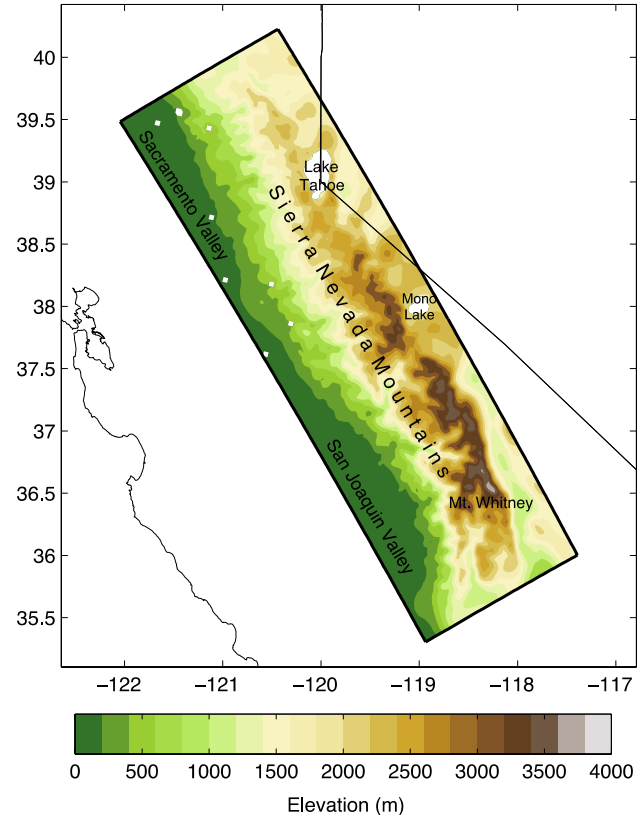 40
39.5
39
38.5
38
37.5
37
36.5
36
35.5
Sacramento Valley
Lake
Tahoe
Sierra Nevada Mountains
Mono
Lake
San Joaquin Valley
Mt. Whitney
−122 −121 −120 −119 −118 −117
0 500 1000 1500 2000 2500 3000 3500 4000
Elevation (m)